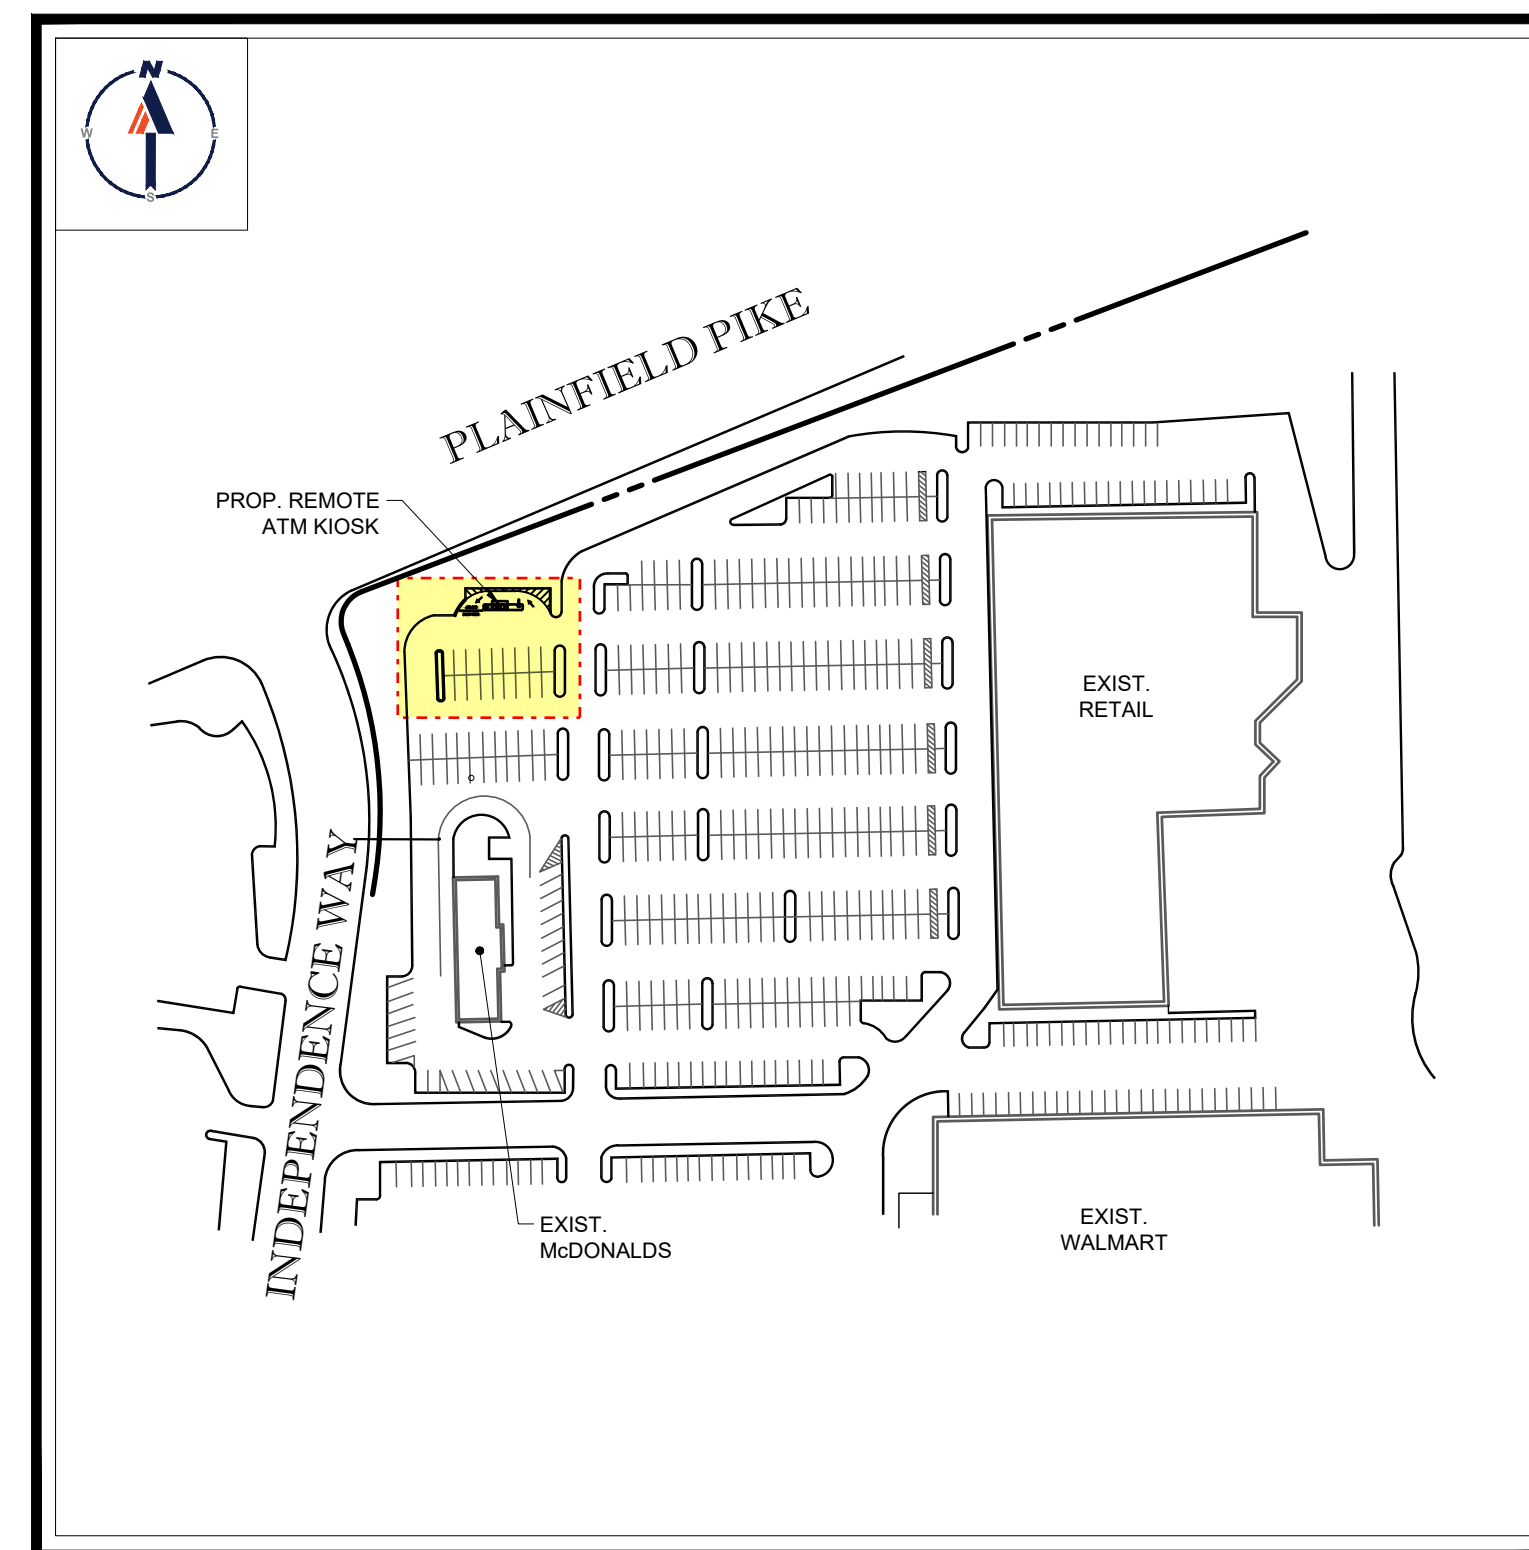 N
W
E
S
PLAINFIELD PIKE
PROP. REMOTE
ATM KIOSK
EXIST.
RETAIL
INDEPENDENCE WAY
EXIST.
McDONALDS
EXIST.
WALMART